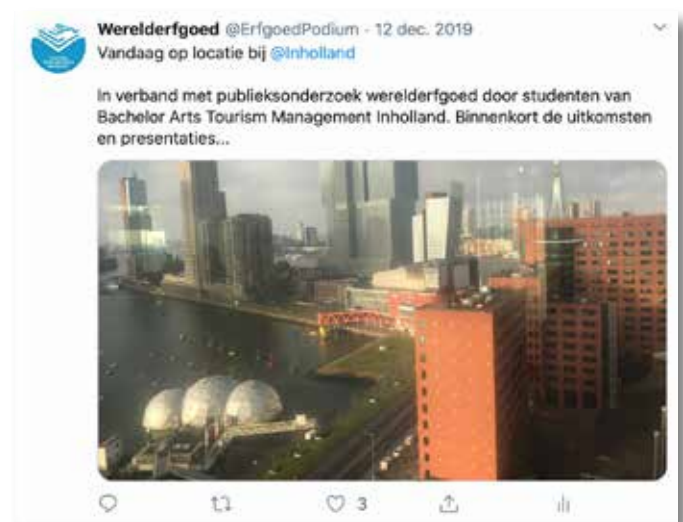 Werelderfgoed @ErfgoedPodium · 12 dec. 2019
Vandaag op locatie bij @Inholland
In verband met publieksonderzoek werelderfgoed door studenten van
Bachelor Arts Tourism Management Inholland. Binnenkort de uitkomsten
en presentaties...
3